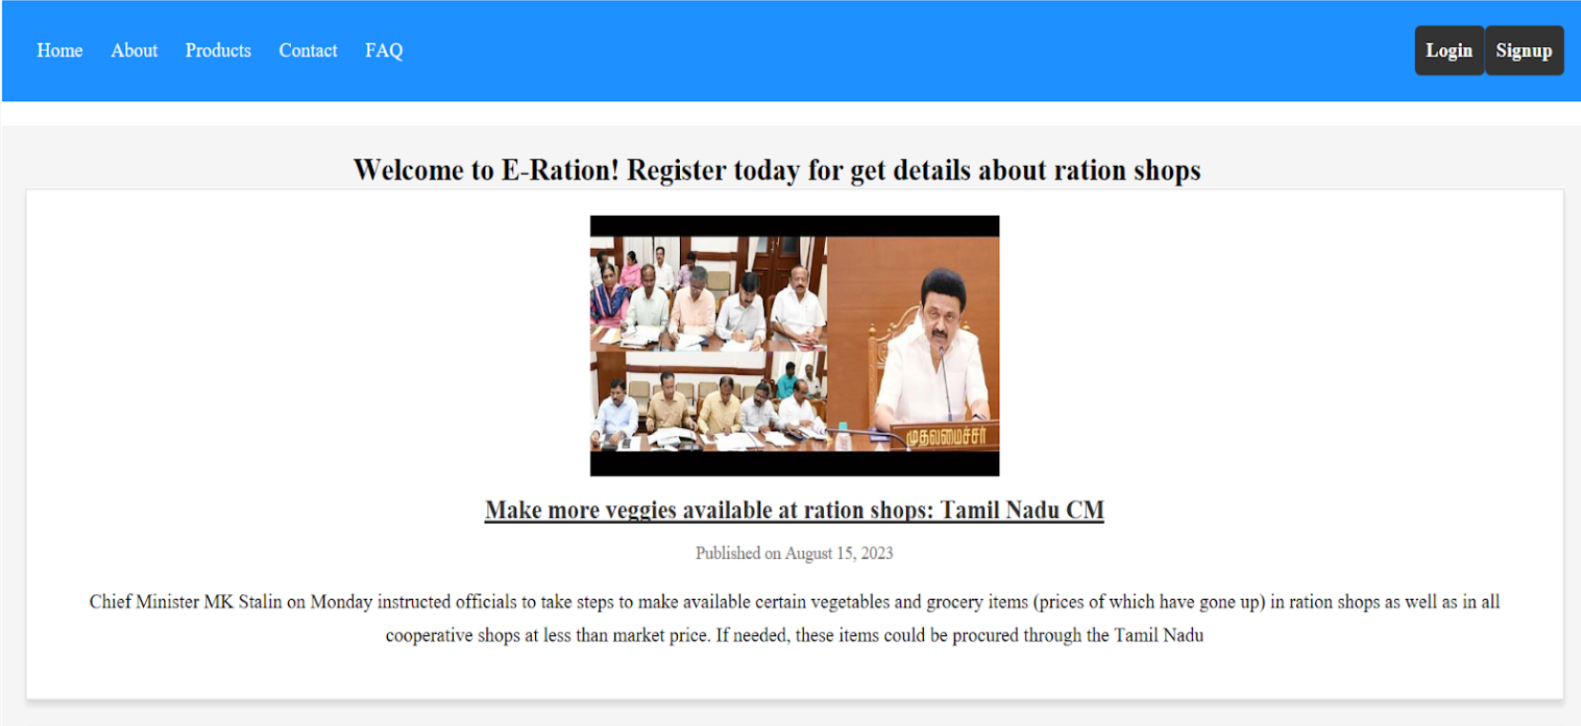 Home About Products Contact FAQ Login Signup
Welcome to E-Ration! Register today for get details about ration shops
முதலமைச்சர்
Make more veggies available at ration shops: Tamil Nadu CM
Published on August 15, 2023
Chief Minister MK Stalin on Monday instructed officials to take steps to make available certain vegetables and grocery items (prices of which have gone up) in ration shops as well as in all
cooperative shops at less than market price. If needed, these items could be procured through the Tamil Nadu